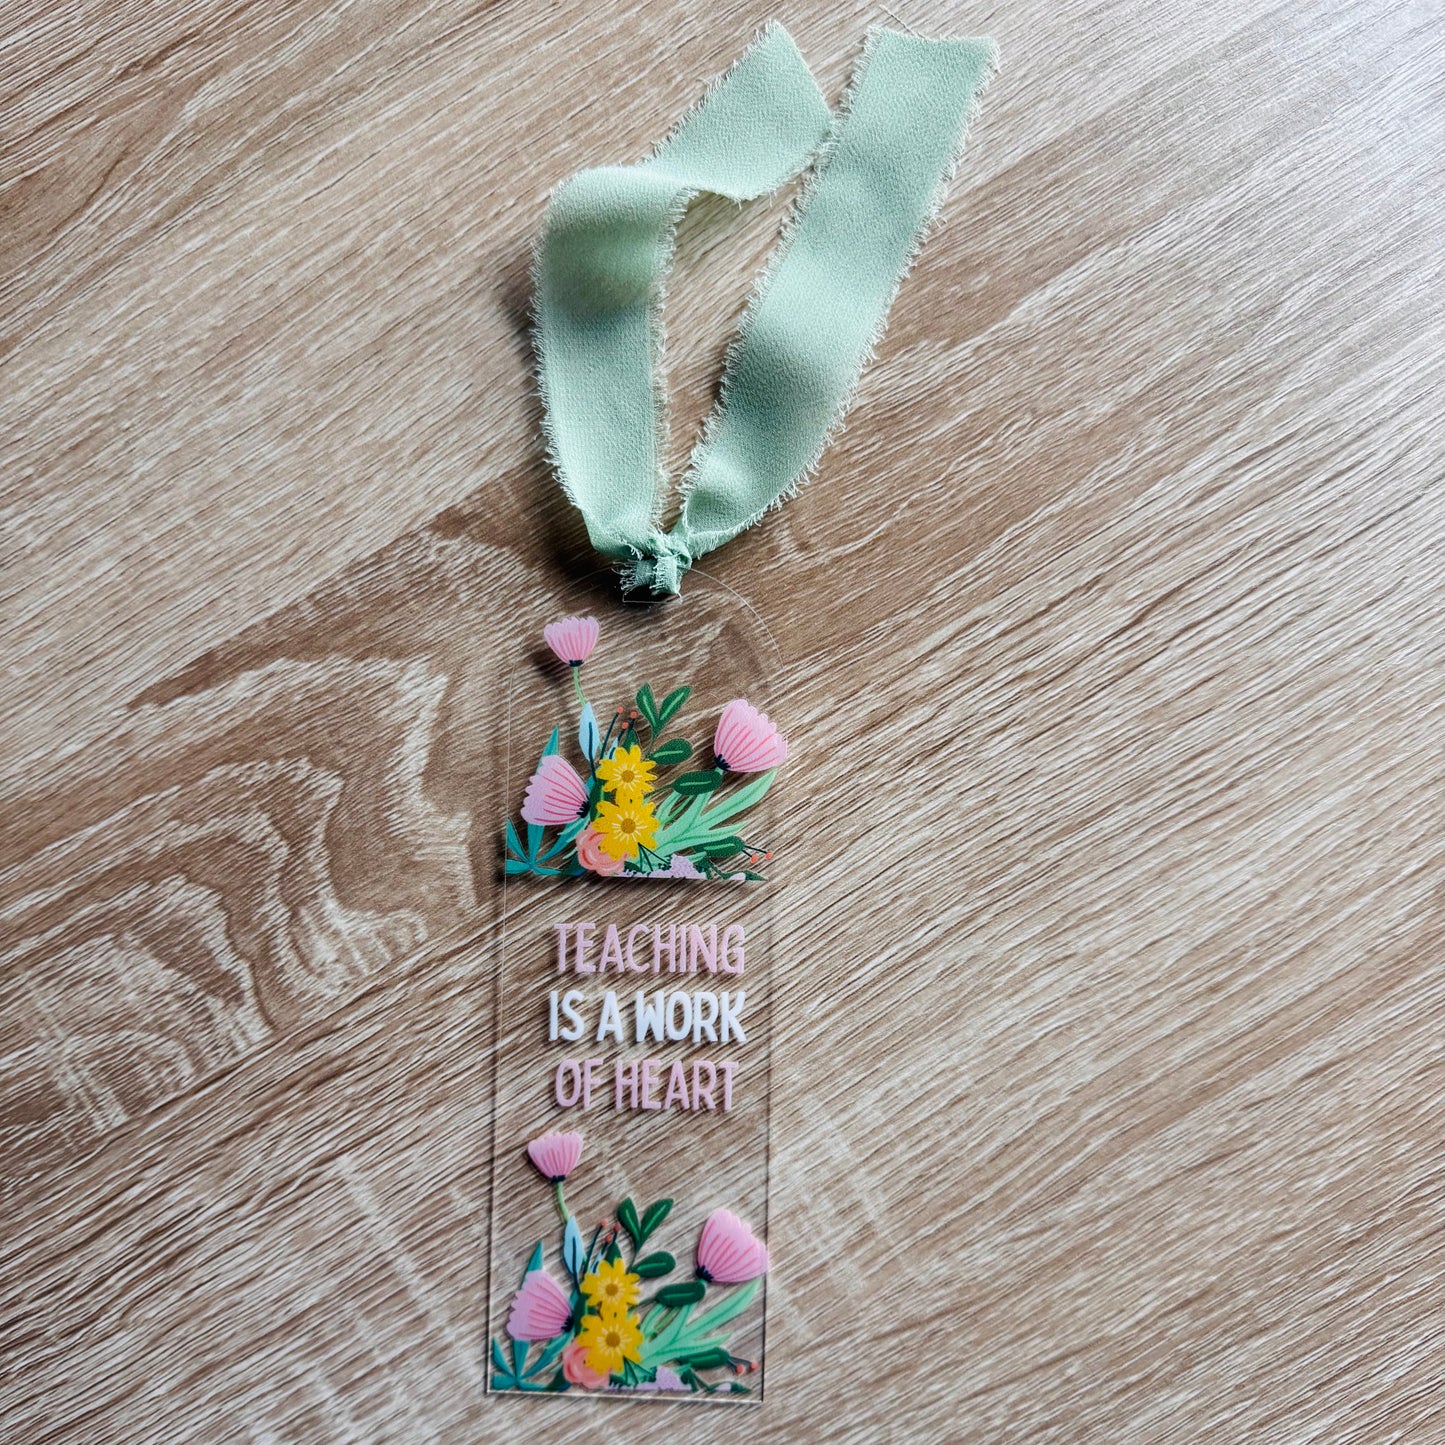 TEACHING
IS A WORK
OF HEART